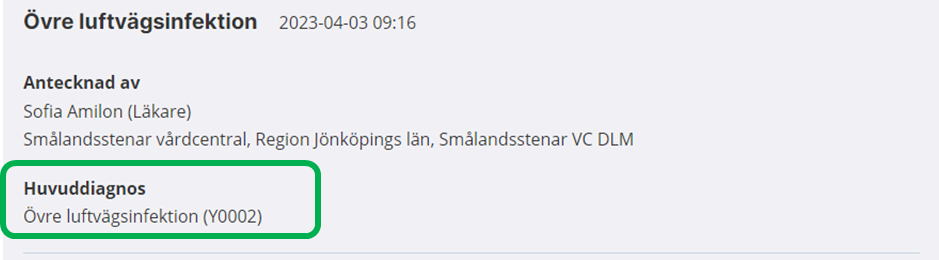 Övre luftvägsinfektion 2023-04-03 09:16
Antecknad av
Sofia Amilon (Läkare)
Smålandsstenar vårdcentral, Region Jönköpings län, Smålandsstenar VC DLM
Huvuddiagnos
Övre luftvägsinfektion (Y0002)